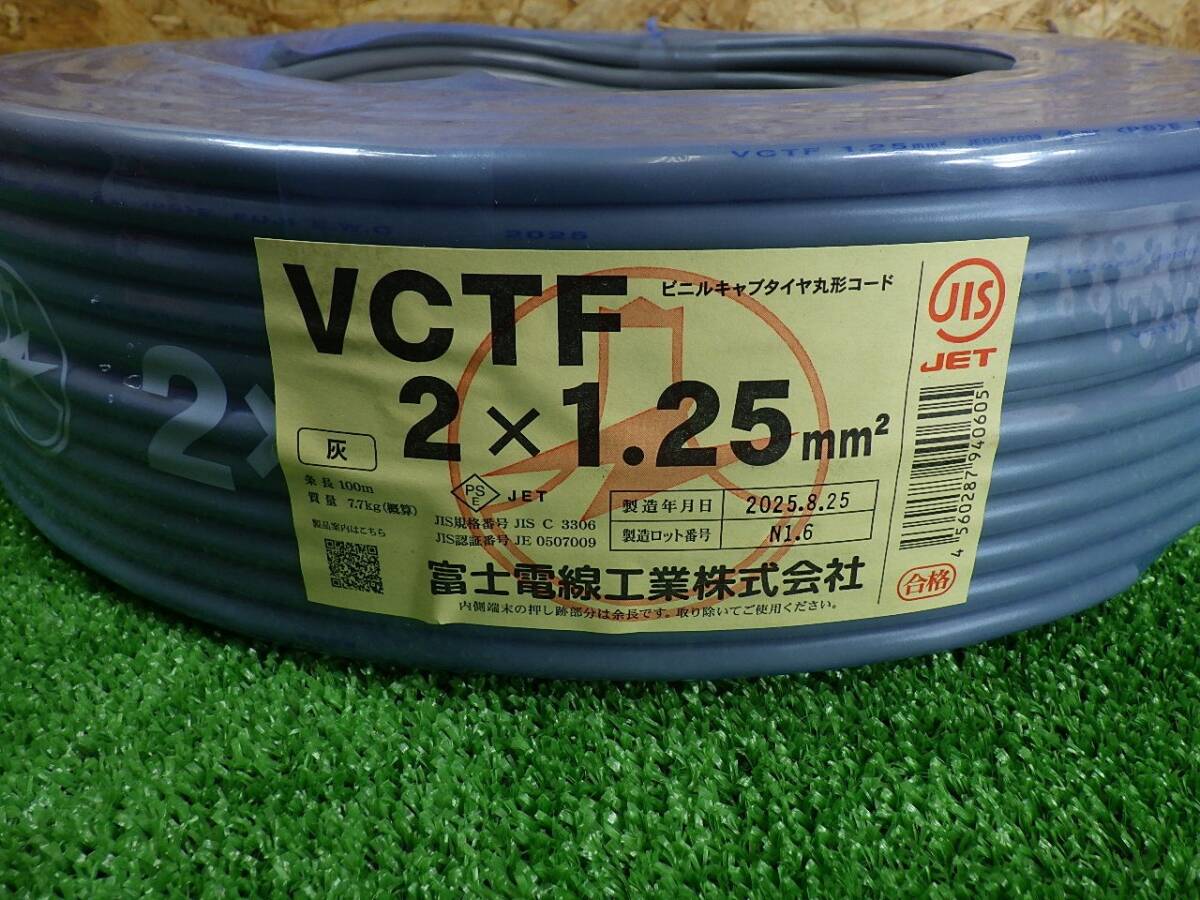 VCTF 1.25mm² JE0507009
FUJI E.W.C 2025
VCTF
ビニルキャブタイヤ丸形コード
2×1.25mm²
灰
条長 100m
質量 7.7kg(概算)
製品案内はこちら
PS
E
JET
JIS規格番号 JIS C 3306
JIS認証番号 JE 0507009
製造年月日 2025.8.25
製造ロット番号 N1.6
富士電線工業株式会社
内側端末の押し跡部分は余長です。取り除いてご使用ください。
JIS
JET
4 560287 940605
合格
2×